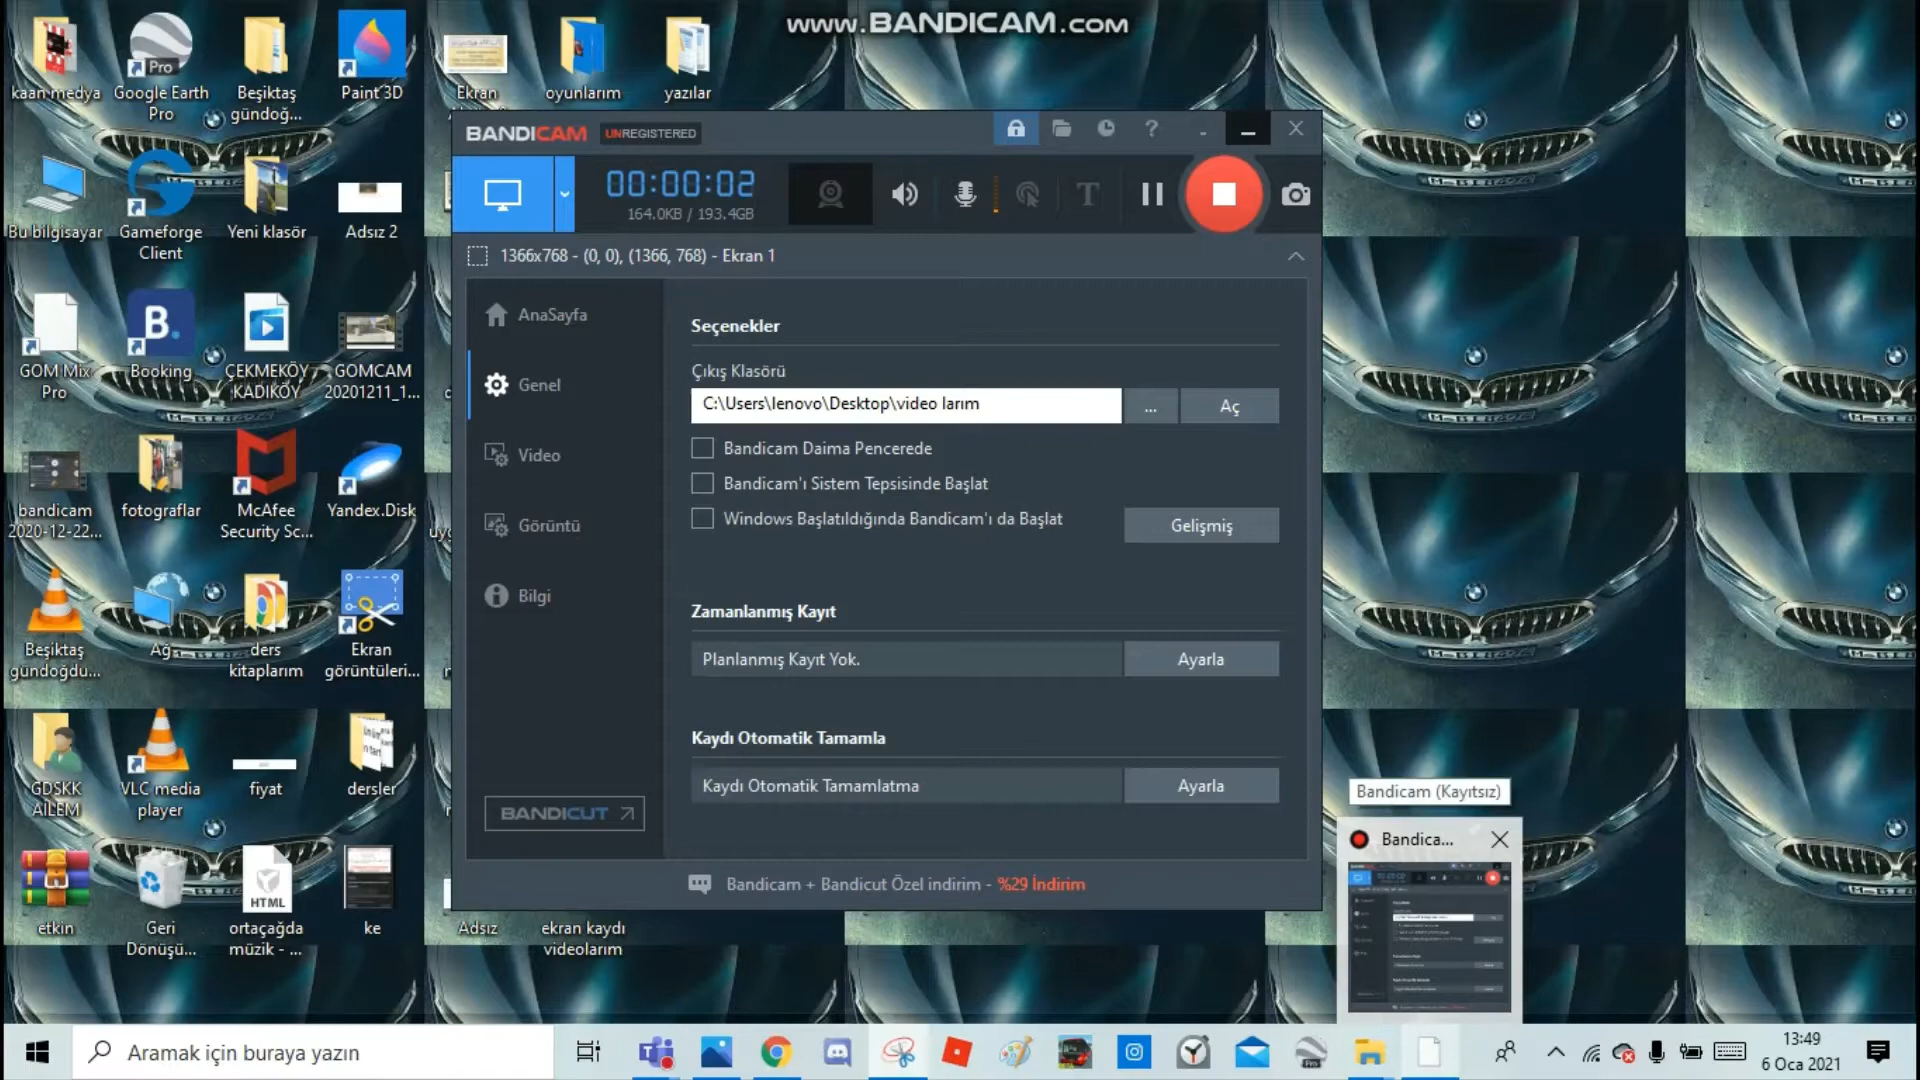 www.BANDICAM.com
kaan medya
Google Earth
Pro
Pro
Beşiktaş
gündoğ...
Paint 3D
Ekran
oyunlarım
yazılar
Bu bilgisayar
Gameforge
Client
Yeni klasör
Adsız 2
GOM Mix
Pro
B.
Booking
ÇEKMEKÖY
KADIKÖY
GOMCAM
20201211_1...
bandicam
2020-12-22...
fotograflar
McAfee
Security Sc...
Yandex.Disk
Beşiktaş
gündoğdu...
Ağ
ders
kitaplarım
Ekran
görüntüleri...
GDSKK
AİLEM
VLC media
player
fiyat
dersler
etkin
Geri
Dönüşü...
HTML
ortaçağda
müzik - ...
ke
Adsız
ekran kaydı
videolarım
BANDICAM
UNREGISTERED
?
00:00:02
164.0KB / 193.4GB
T
1366x768 - (0, 0), (1366, 768) - Ekran 1
AnaSayfa
Genel
Video
Görüntü
Bilgi
BANDICUT
Seçenekler
Çıkış Klasörü
C:\Users\lenovo\Desktop\video larım
...
Aç
Bandicam Daima Pencerede
Bandicam'ı Sistem Tepsisinde Başlat
Windows Başlatıldığında Bandicam'ı da Başlat
Gelişmiş
Zamanlanmış Kayıt
Planlanmış Kayıt Yok.
Ayarla
Kaydı Otomatik Tamamla
Kaydı Otomatik Tamamlatma
Ayarla
Bandicam + Bandicut Özel indirim - %29 İndirim
Bandicam (Kayıtsız)
Bandica...
Aramak için buraya yazın
13:49
6 Oca 2021